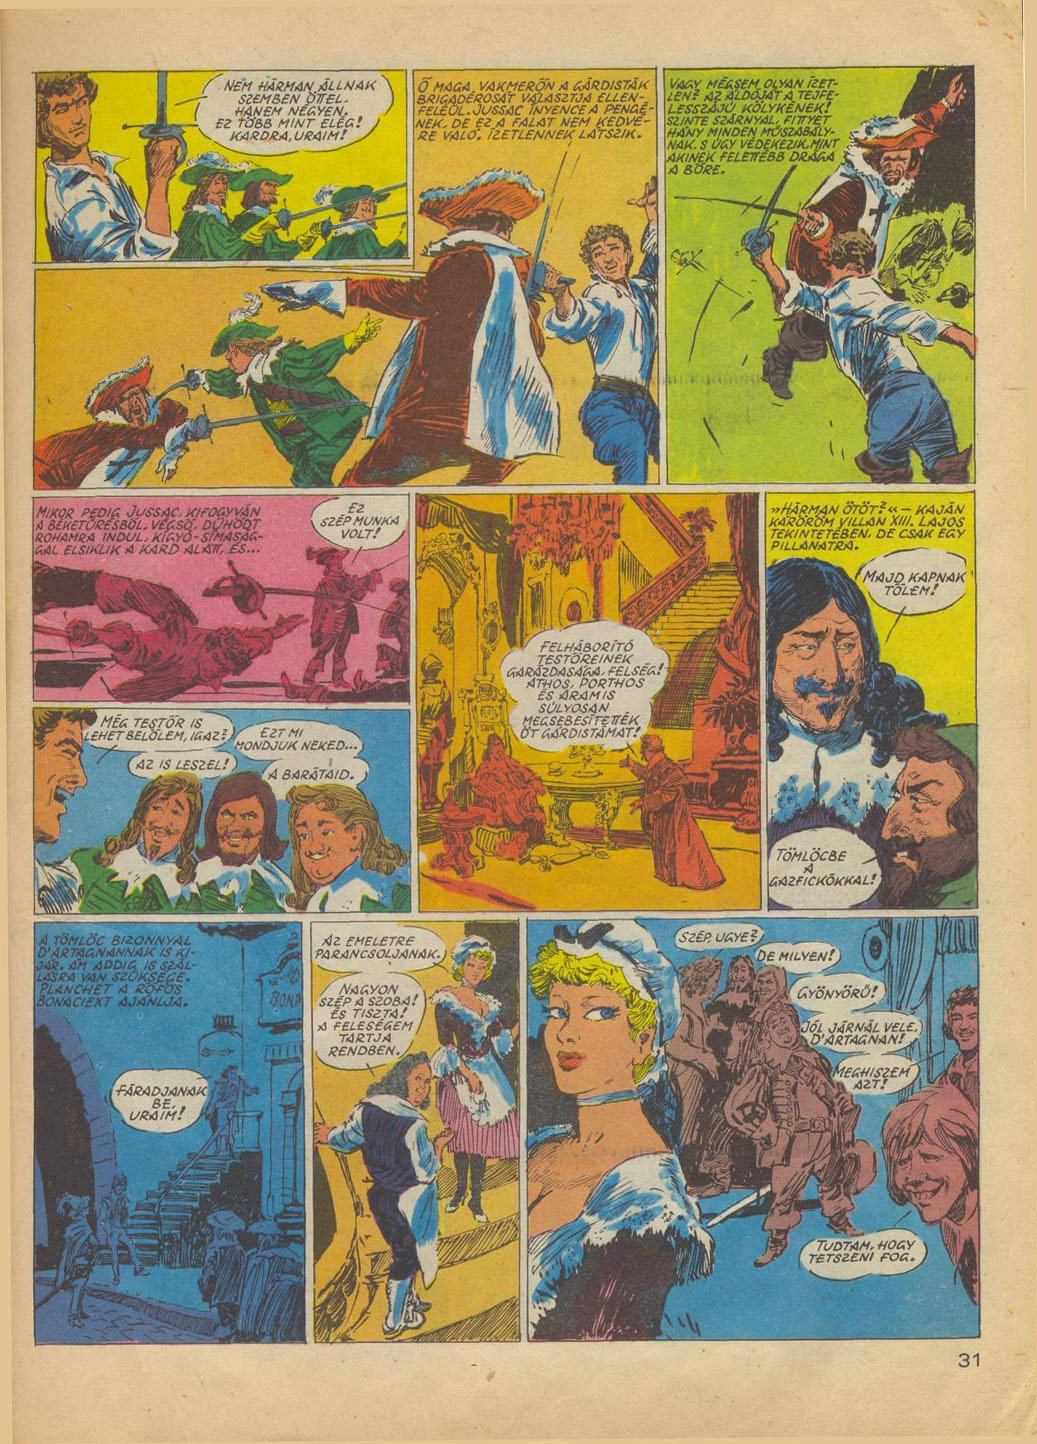 NEM HÁRMAN ÁLLNAK
SZEMBEN ÖTTEL,
HANEM NÉGYEN.
EZ TÖBB MINT ELÉG!
KARDRA, URAIM!
Ő MAGA, VAKMERŐN A GÁRDISTÁK
BRIGADÉROSÁT VÁLASZTJA ELLEN-
FELÉÜL. JUSSAC ÍNYENCE A PENGÉ-
NEK, DE EZ A FALAT NEM KEDVÉ-
RE VALÓ, ÍZETLENNEK LÁTSZIK.
VAGY MÉGSEM OLYAN ÍZET-
LEN? AZ ÁLDÓJÁT A TEJFE-
LESSZÁJÚ KÖLYKÉNEK!
SZINTE SZÁRNYAL, FITTYET
HÁNY MINDEN MŰSZABÁLY-
NAK, S ÚGY VÉDEKEZIK, MINT
AKINEK FELETTÉBB DRÁGA
A BŐRE.
MIKOR PEDIG JUSSAC, KIFOGYVÁN
A BÉKETŰRÉSBŐL, VÉGSŐ, DÜHÖDT
ROHAMRA INDUL, KÍGYÓ-SIMASÁG-
GAL ELSIKLIK A KARD ALATT, ÉS...
EZ
SZÉP MUNKA
VOLT!
FELHÁBORÍTÓ
TESTŐREINEK
GARÁZDASÁGA, FELSÉG!
ATHOS, PORTHOS
ÉS ARAMIS
SÚLYOSAN
MEGSEBESÍTETTÉK
ÖT GÁRDISTÁMAT!
»HÁRMAN ÖTÖT?« – KAJÁN
KÁRÖRÖM VILLAN XIII. LAJOS
TEKINTETÉBEN, DE CSAK EGY
PILLANATRA.
MAJD KAPNAK
TŐLEM!
TÖMLÖCBE
A
GAZFICKÓKKAL!
MÉG TESTŐR IS
LEHET BELŐLEM, IGAZ?
AZ IS LESZEL!
EZT MI
MONDJUK NEKED...
A BARÁTAID.
A TÖMLÖC BIZONNYAL
D'ARTAGNANNAK IS KI-
JÁR, ÁM ADDIG IS SZÁL-
LÁSRA VAN SZÜKSÉGE.
PLANCHET A RŐFÖS
BONACIEXT AJÁNLJA.
BONA
FÁRADJANAK
BE,
URAIM!
AZ EMELETRE
PARANCSOLJANAK.
NAGYON
SZÉP A SZOBA!
ÉS TISZTA!
A FELESÉGEM
TARTJA
RENDBEN.
SZÉP, UGYE?
DE MILYEN!
GYÖNYÖRŰ!
JÓL JÁRNÁL VELE,
D'ARTAGNAN!
MEGHISZEM
AZT!
TUDTAM, HOGY
TETSZENI FOG.
31